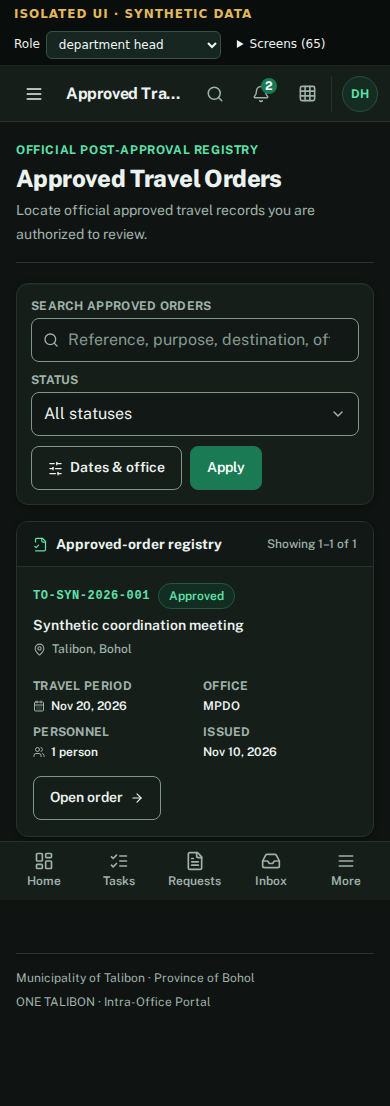 ISOLATED UI · SYNTHETIC DATA
Role department head Screens (65)
Approved Tra... 2 DH
OFFICIAL POST-APPROVAL REGISTRY
Approved Travel Orders
Locate official approved travel records you are
authorized to review.
SEARCH APPROVED ORDERS
Reference, purpose, destination, of
STATUS
All statuses
Dates & office Apply
Approved-order registry Showing 1–1 of 1
TO-SYN-2026-001 Approved
Synthetic coordination meeting
Talibon, Bohol
TRAVEL PERIOD OFFICE
Nov 20, 2026 MPDO
PERSONNEL ISSUED
1 person Nov 10, 2026
Open order
Home Tasks Requests Inbox More
Municipality of Talibon · Province of Bohol
ONE TALIBON · Intra-Office Portal